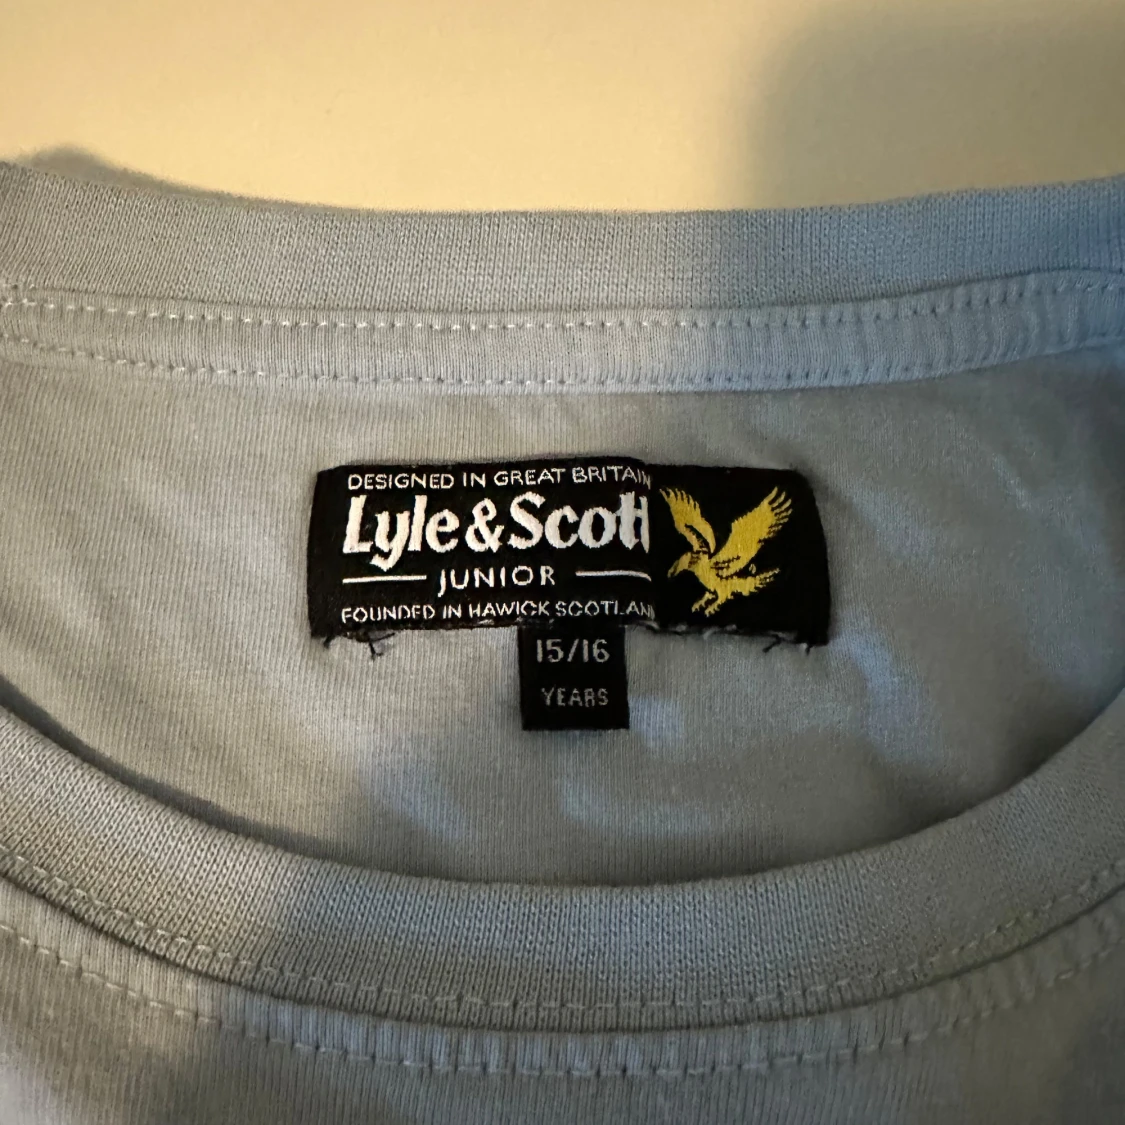 DESIGNED IN GREAT BRITAIN
Lyle & Scott
JUNIOR
FOUNDED IN HAWICK SCOTLAND
15/16
YEARS